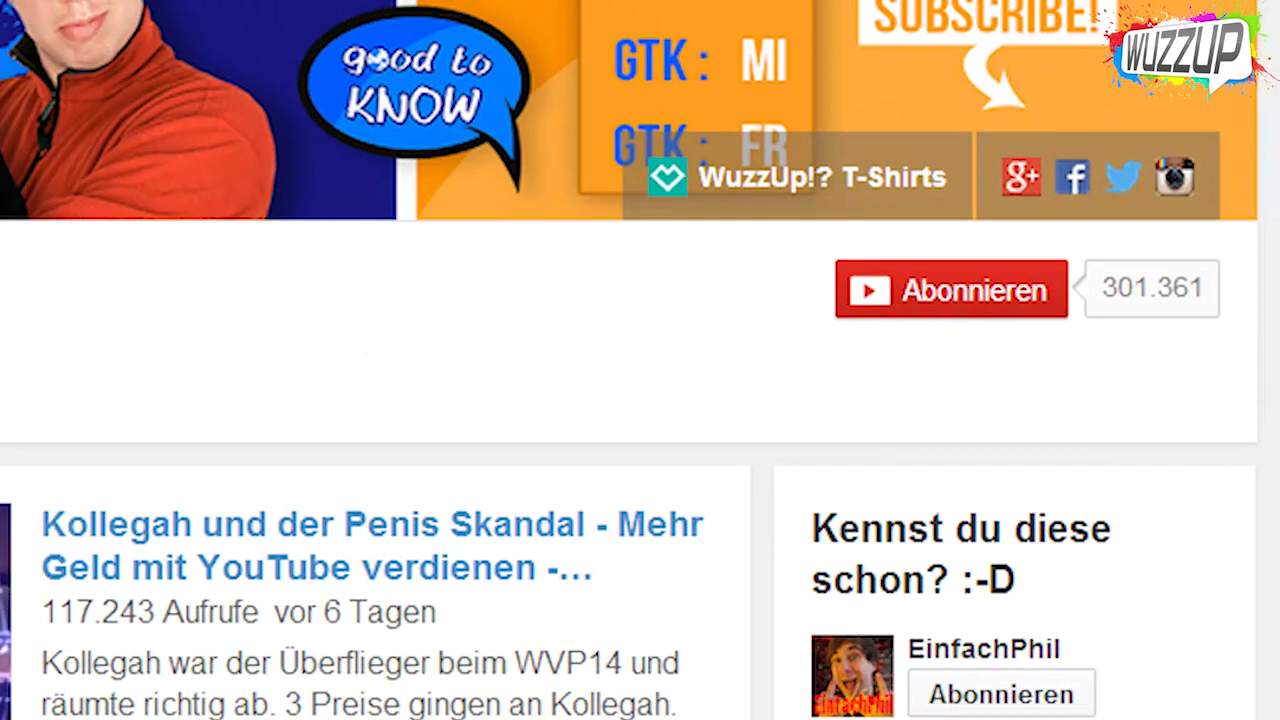 SUBSCRIBE!
WUZZUP
good to
KNOW
GTK : MI
GTK : FR
WuzzUp!? T-Shirts
g+ f
Abonnieren 301.361
Kollegah und der Penis Skandal - Mehr
Geld mit YouTube verdienen -...
117.243 Aufrufe vor 6 Tagen
Kollegah war der Überflieger beim WVP14 und
räumte richtig ab. 3 Preise gingen an Kollegah.
Kennst du diese
schon? :-D
EinfachPhil
EinfachPhil
Abonnieren